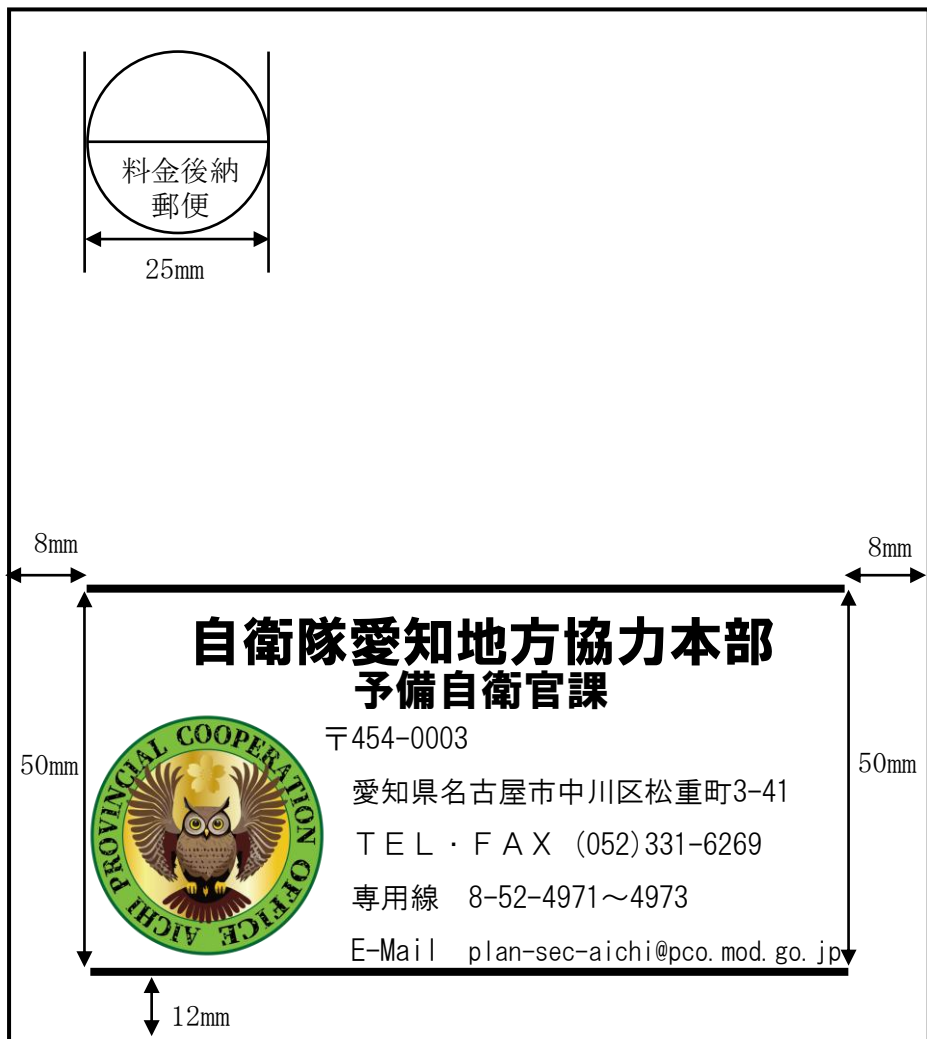 料金後納
郵便
25mm
8mm
8mm
自衛隊愛知地方協力本部
予備自衛官課
〒454-0003
愛知県名古屋市中川区松重町3-41
ＴＥＬ・ＦＡＸ (052)331-6269
専用線　8-52-4971～4973
E-Mail　plan-sec-aichi@pco.mod.go.jp
AICHI PROVINCIAL COOPERATION OFFICE
50mm
50mm
12mm